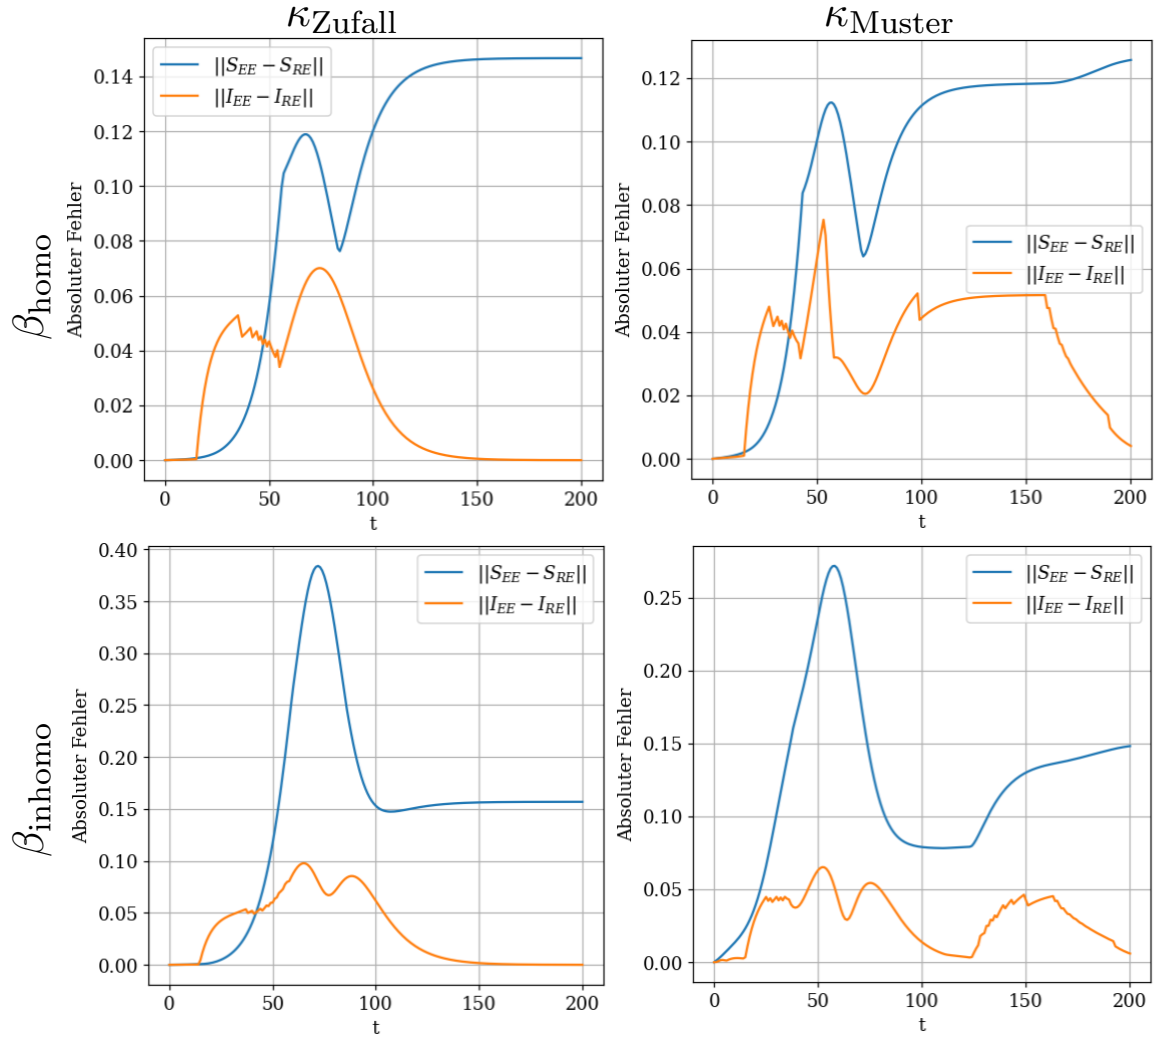 κ_Zufall
κ_Muster
β_homo
Absoluter Fehler
0.14
0.12
0.10
0.08
0.06
0.04
0.02
0.00
||S_EE − S_RE||
||I_EE − I_RE||
0 50 100 150 200
t
Absoluter Fehler
0.12
0.10
0.08
0.06
0.04
0.02
0.00
||S_EE − S_RE||
||I_EE − I_RE||
0 50 100 150 200
t
β_inhomo
Absoluter Fehler
0.40
0.35
0.30
0.25
0.20
0.15
0.10
0.05
0.00
||S_EE − S_RE||
||I_EE − I_RE||
0 50 100 150 200
t
Absoluter Fehler
0.25
0.20
0.15
0.10
0.05
0.00
||S_EE − S_RE||
||I_EE − I_RE||
0 50 100 150 200
t